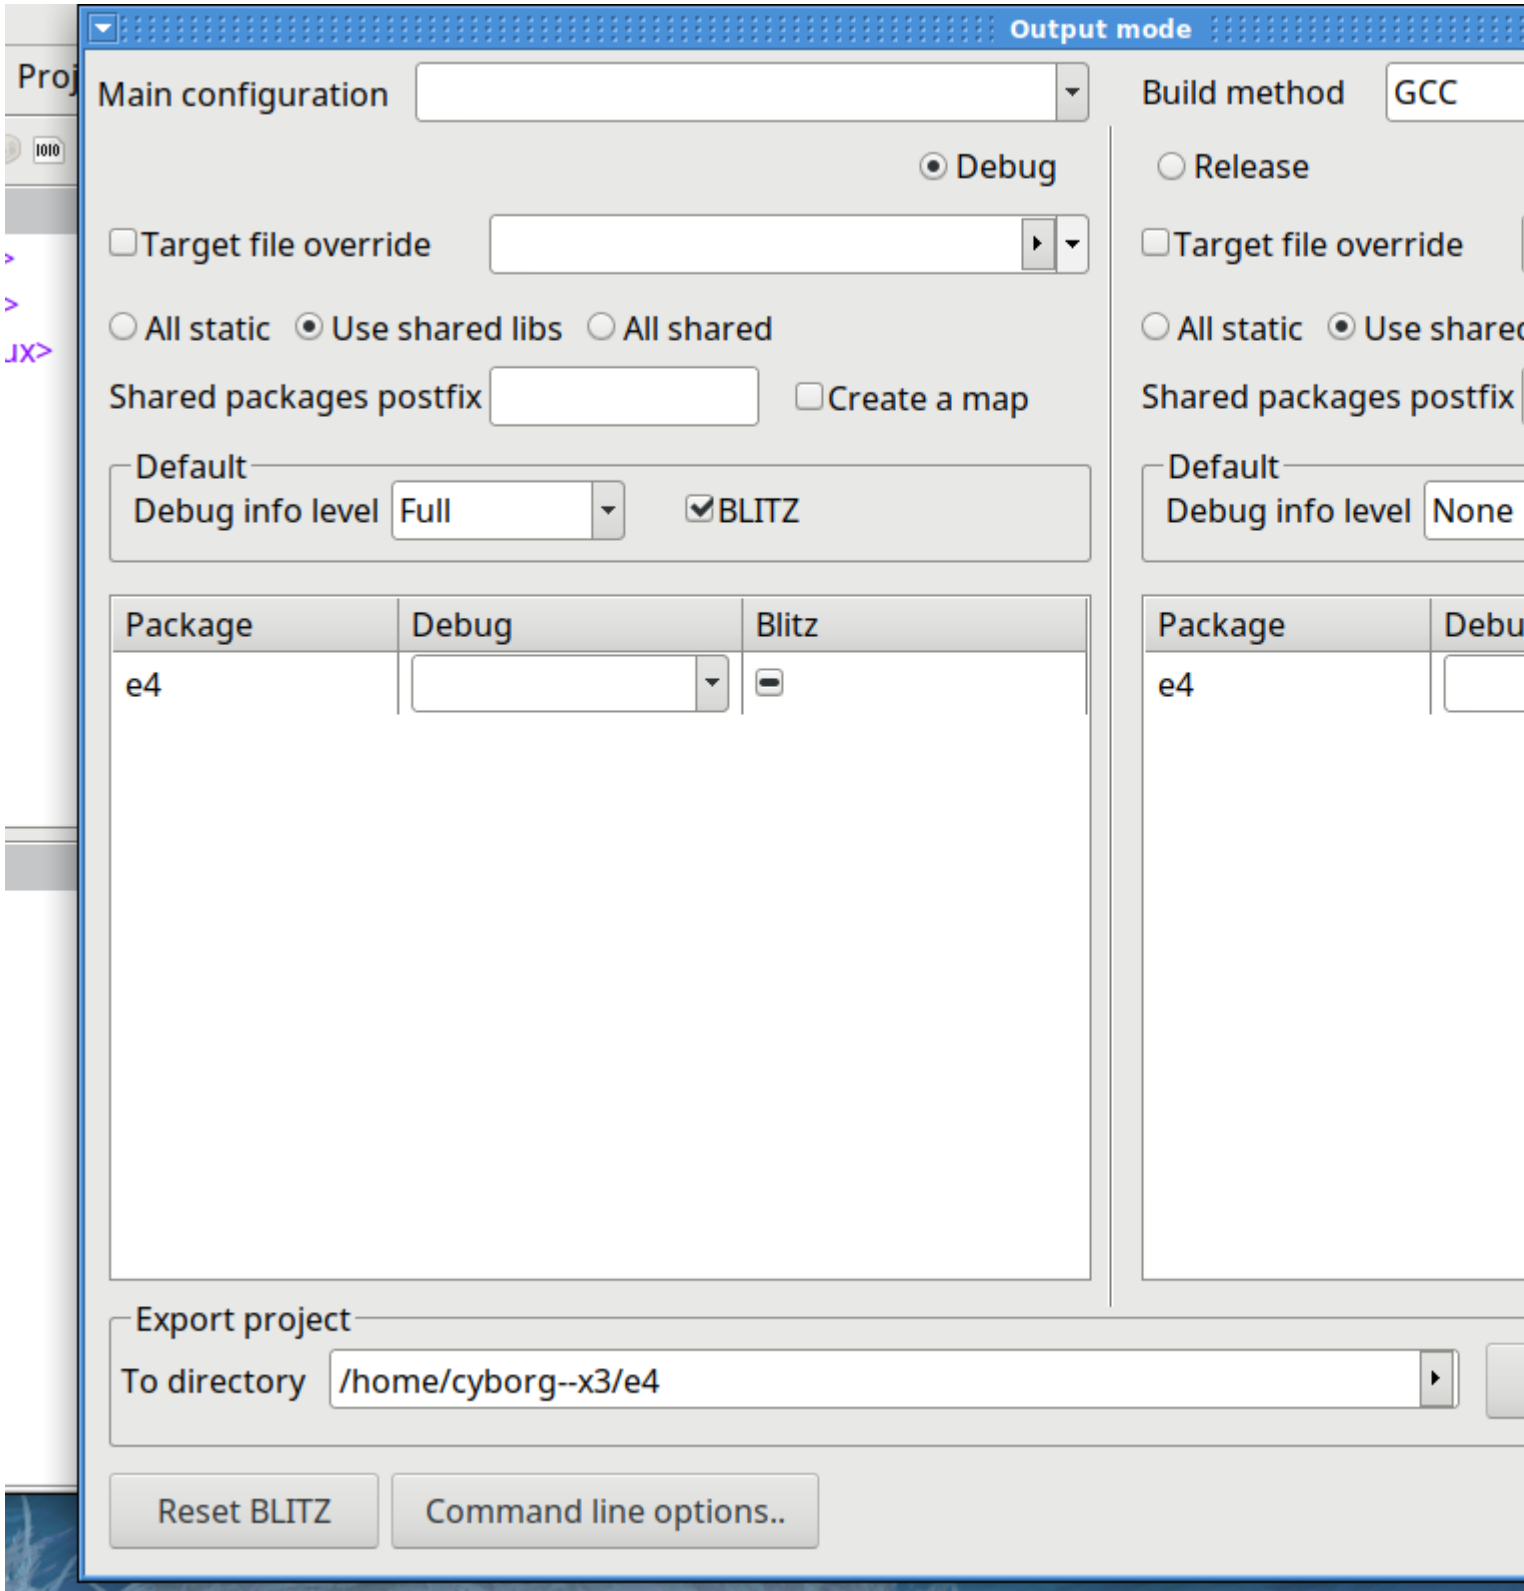 Output mode
Proj
Main configuration
Build method GCC
1010
Debug
Release
Target file override
Target file override
>
>
ux>
All static Use shared libs All shared
All static Use shared
Shared packages postfix Create a map
Shared packages postfix
Default
Debug info level Full BLITZ
Default
Debug info level None
Package Debug Blitz
e4
Package Debu
e4
Export project
To directory /home/cyborg--x3/e4
Reset BLITZ Command line options..